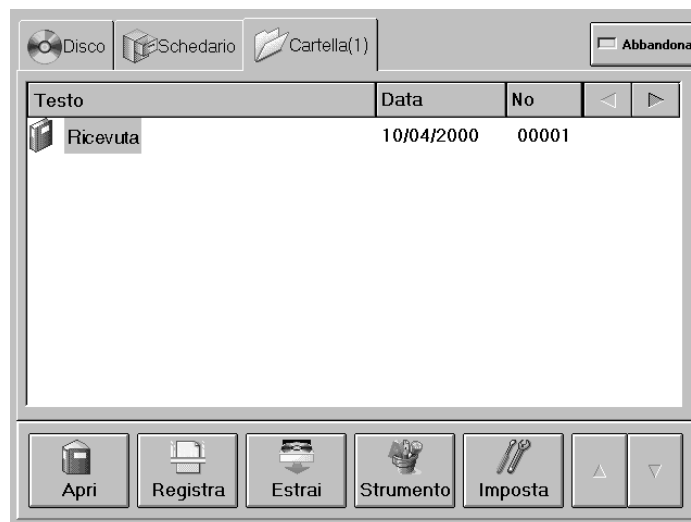 Disco Schedario Cartella(1) Abbandona
Testo Data No
Ricevuta 10/04/2000 00001
Apri Registra Estrai Strumento Imposta